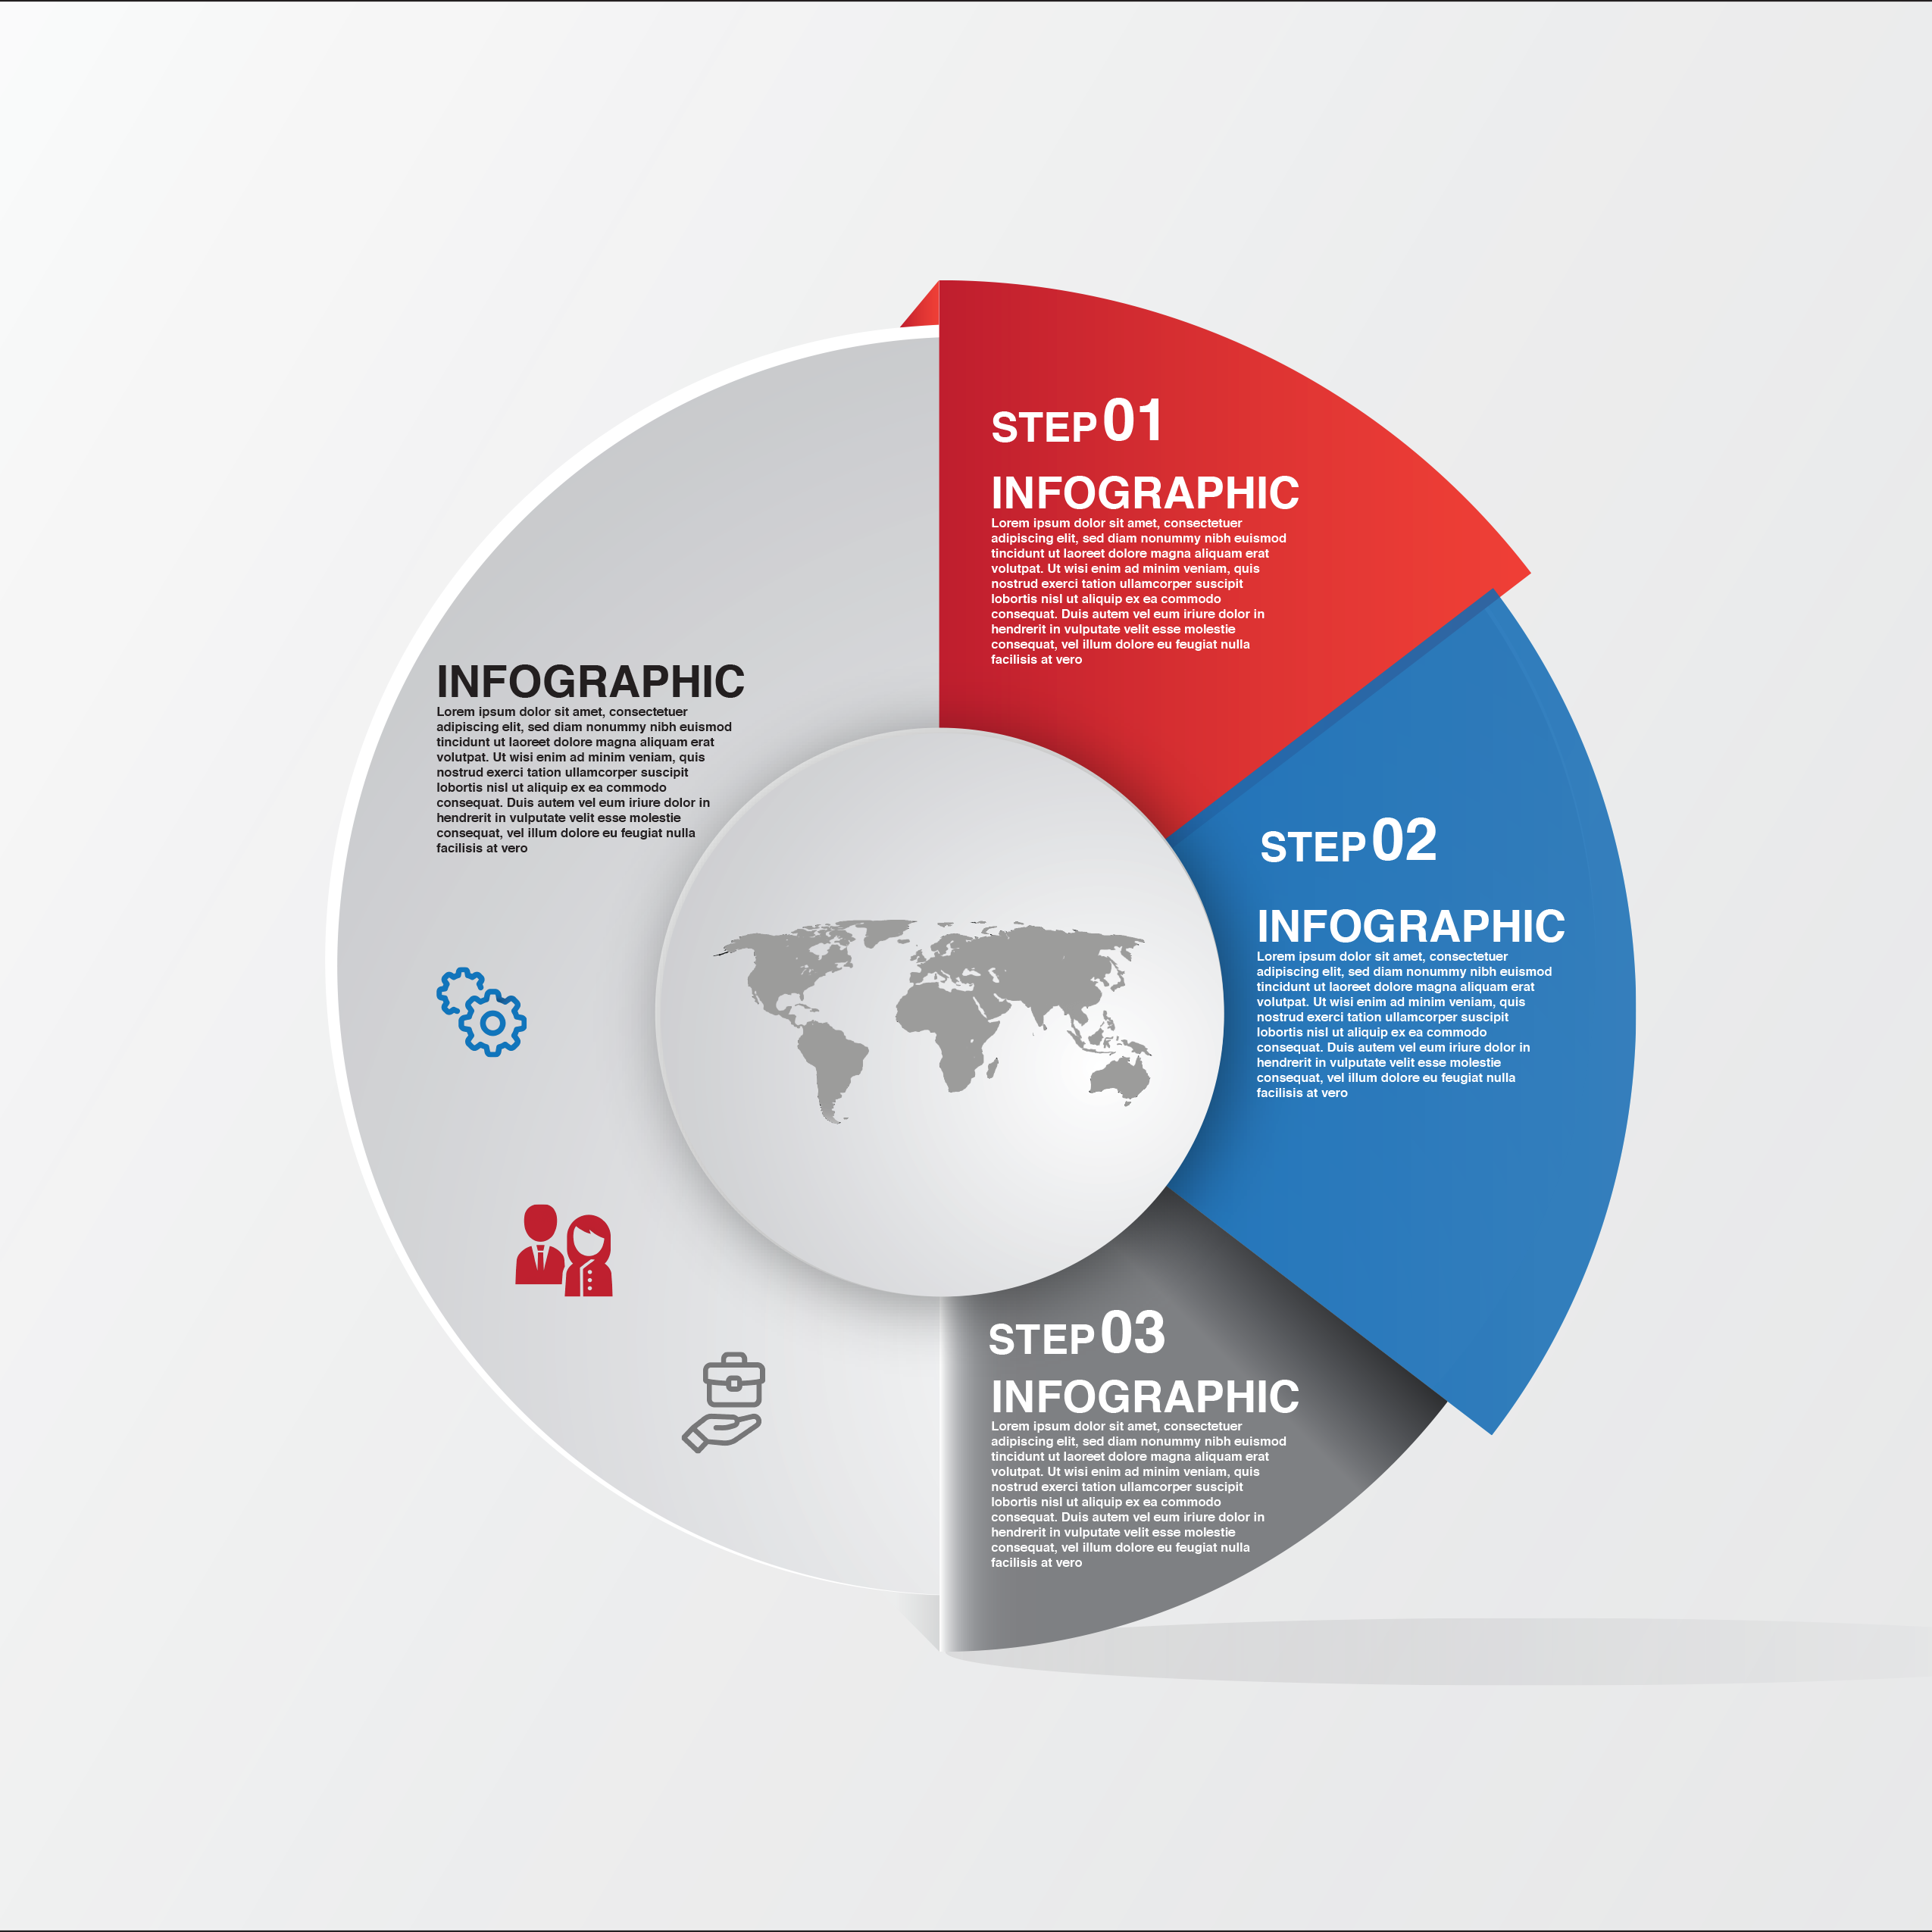 STEP 01
INFOGRAPHIC
Lorem ipsum dolor sit amet, consectetuer
adipiscing elit, sed diam nonummy nibh euismod
tincidunt ut laoreet dolore magna aliquam erat
volutpat. Ut wisi enim ad minim veniam, quis
nostrud exerci tation ullamcorper suscipit
lobortis nisl ut aliquip ex ea commodo
consequat. Duis autem vel eum iriure dolor in
hendrerit in vulputate velit esse molestie
consequat, vel illum dolore eu feugiat nulla
facilisis at vero
INFOGRAPHIC
Lorem ipsum dolor sit amet, consectetuer
adipiscing elit, sed diam nonummy nibh euismod
tincidunt ut laoreet dolore magna aliquam erat
volutpat. Ut wisi enim ad minim veniam, quis
nostrud exerci tation ullamcorper suscipit
lobortis nisl ut aliquip ex ea commodo
consequat. Duis autem vel eum iriure dolor in
hendrerit in vulputate velit esse molestie
consequat, vel illum dolore eu feugiat nulla
facilisis at vero
STEP 02
INFOGRAPHIC
Lorem ipsum dolor sit amet, consectetuer
adipiscing elit, sed diam nonummy nibh euismod
tincidunt ut laoreet dolore magna aliquam erat
volutpat. Ut wisi enim ad minim veniam, quis
nostrud exerci tation ullamcorper suscipit
lobortis nisl ut aliquip ex ea commodo
consequat. Duis autem vel eum iriure dolor in
hendrerit in vulputate velit esse molestie
consequat, vel illum dolore eu feugiat nulla
facilisis at vero
STEP 03
INFOGRAPHIC
Lorem ipsum dolor sit amet, consectetuer
adipiscing elit, sed diam nonummy nibh euismod
tincidunt ut laoreet dolore magna aliquam erat
volutpat. Ut wisi enim ad minim veniam, quis
nostrud exerci tation ullamcorper suscipit
lobortis nisl ut aliquip ex ea commodo
consequat. Duis autem vel eum iriure dolor in
hendrerit in vulputate velit esse molestie
consequat, vel illum dolore eu feugiat nulla
facilisis at vero